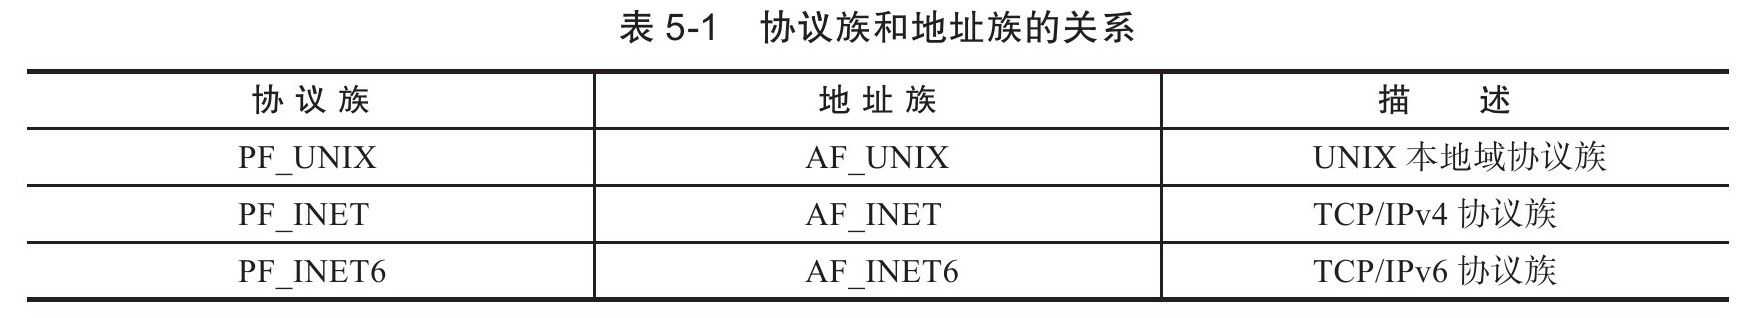 表 5-1 协议族和地址族的关系
协 议 族 地 址 族 描 述
PF_UNIX AF_UNIX UNIX 本地域协议族
PF_INET AF_INET TCP/IPv4 协议族
PF_INET6 AF_INET6 TCP/IPv6 协议族